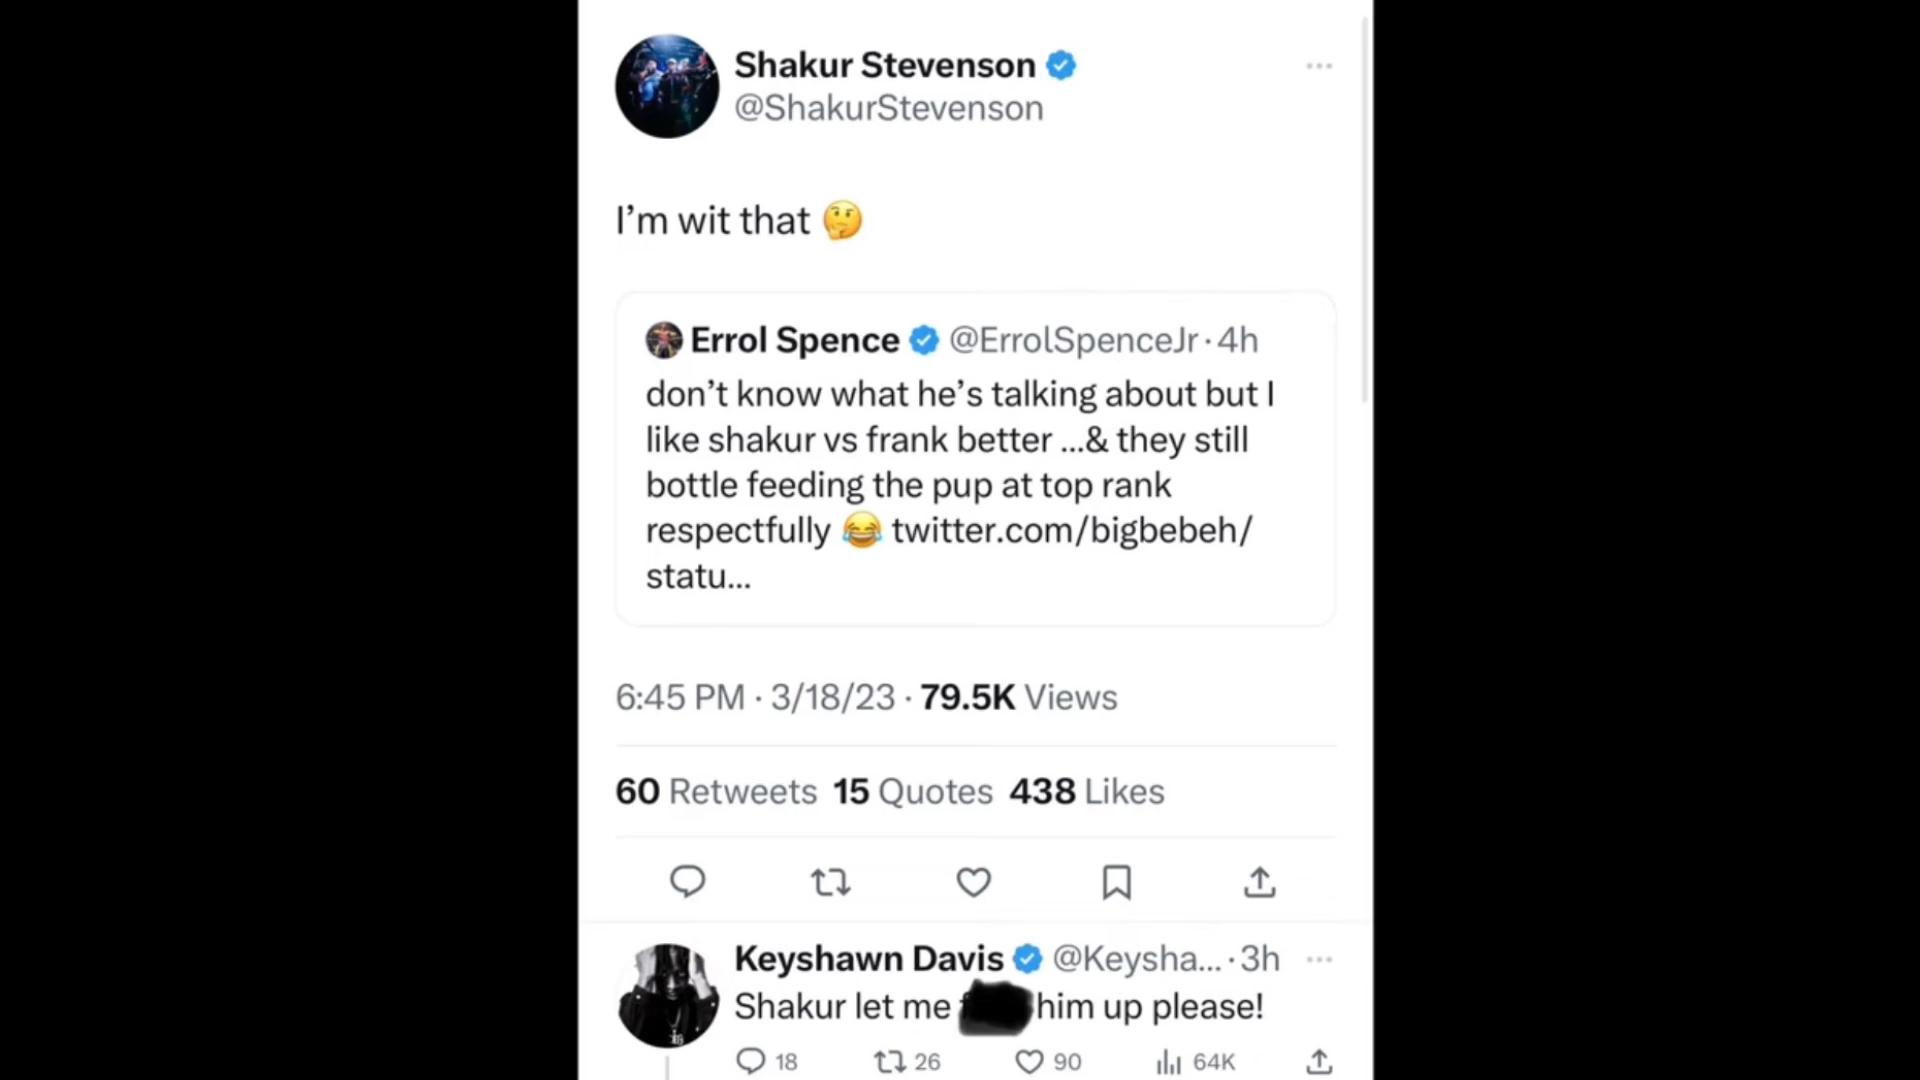 Shakur Stevenson
@ShakurStevenson
I’m wit that 🤔
Errol Spence @ErrolSpenceJr · 4h
don’t know what he’s talking about but I
like shakur vs frank better ...& they still
bottle feeding the pup at top rank
respectfully 😂 twitter.com/bigbebeh/
statu...
6:45 PM · 3/18/23 · 79.5K Views
60 Retweets 15 Quotes 438 Likes
Keyshawn Davis @Keysha... · 3h
Shakur let me him up please!
18 26 90 64K